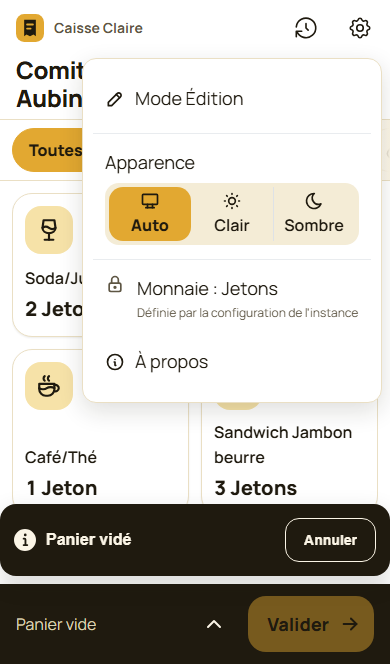 Caisse Claire
Comit
Aubin
Mode Édition
Toutes
Apparence
Auto
Clair
Sombre
Monnaie : Jetons
Définie par la configuration de l'instance
Soda/Ju
2 Jeto
À propos
Café/Thé
1 Jeton
Sandwich Jambon
beurre
3 Jetons
Panier vidé
Annuler
Panier vide
Valider